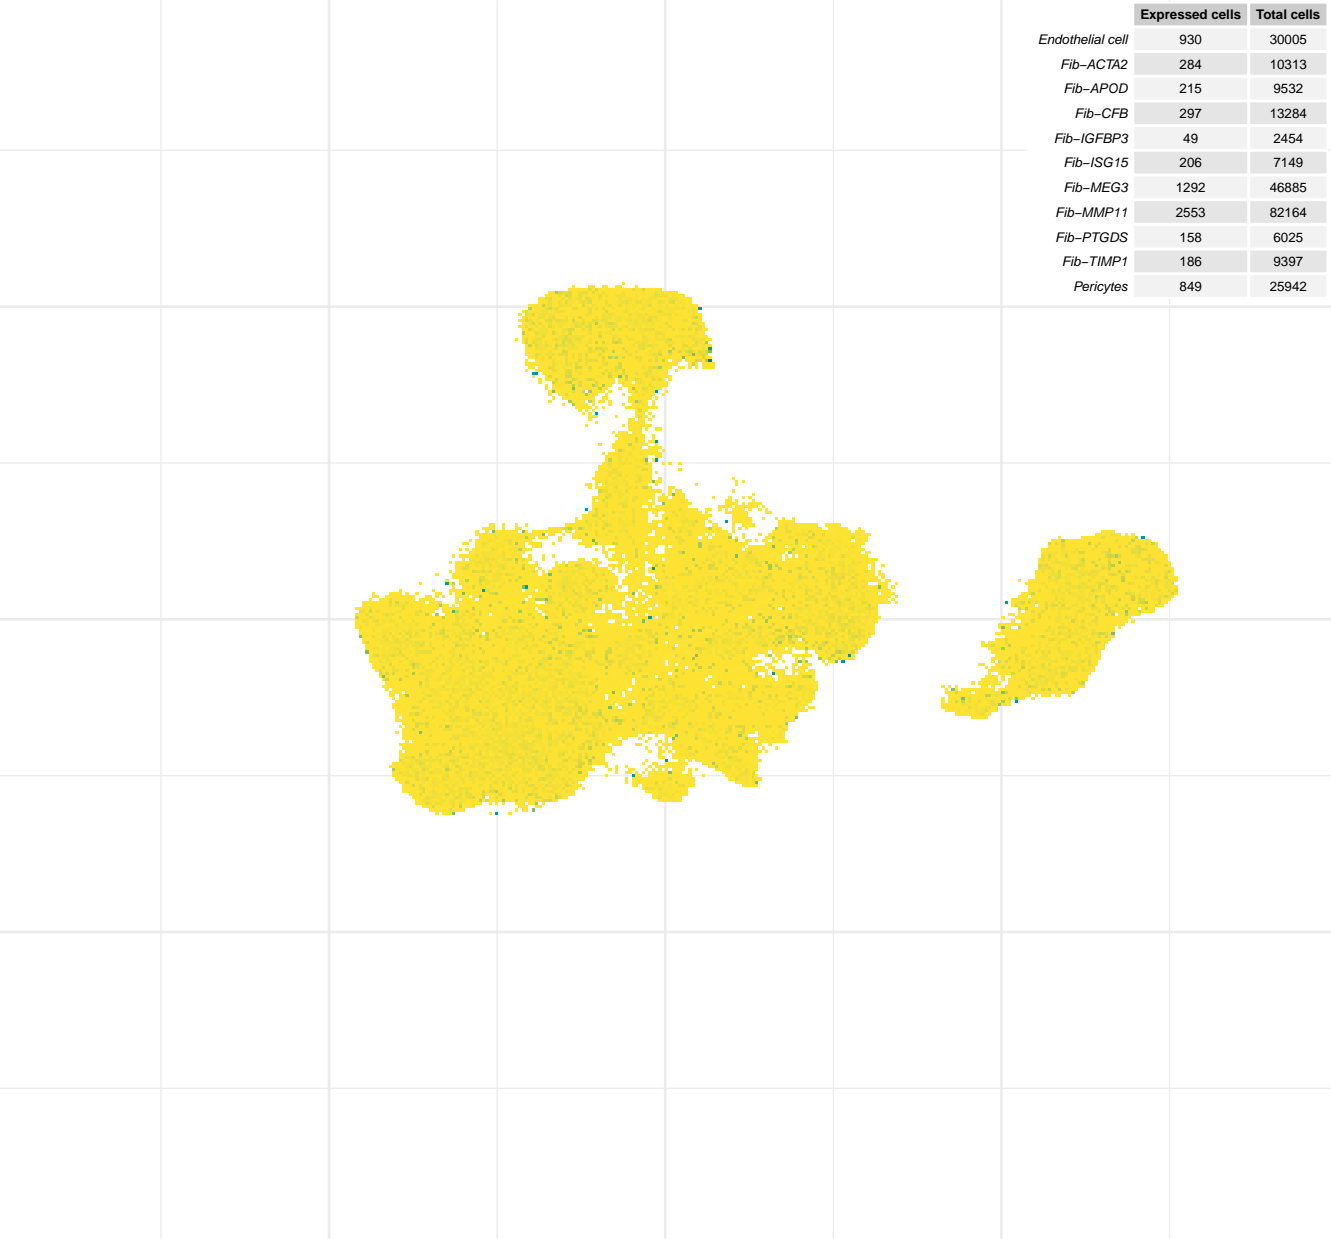 Expressed cells Total cells
Endothelial cell 930 30005
Fib−ACTA2 284 10313
Fib−APOD 215 9532
Fib−CFB 297 13284
Fib−IGFBP3 49 2454
Fib−ISG15 206 7149
Fib−MEG3 1292 46885
Fib−MMP11 2553 82164
Fib−PTGDS 158 6025
Fib−TIMP1 186 9397
Pericytes 849 25942